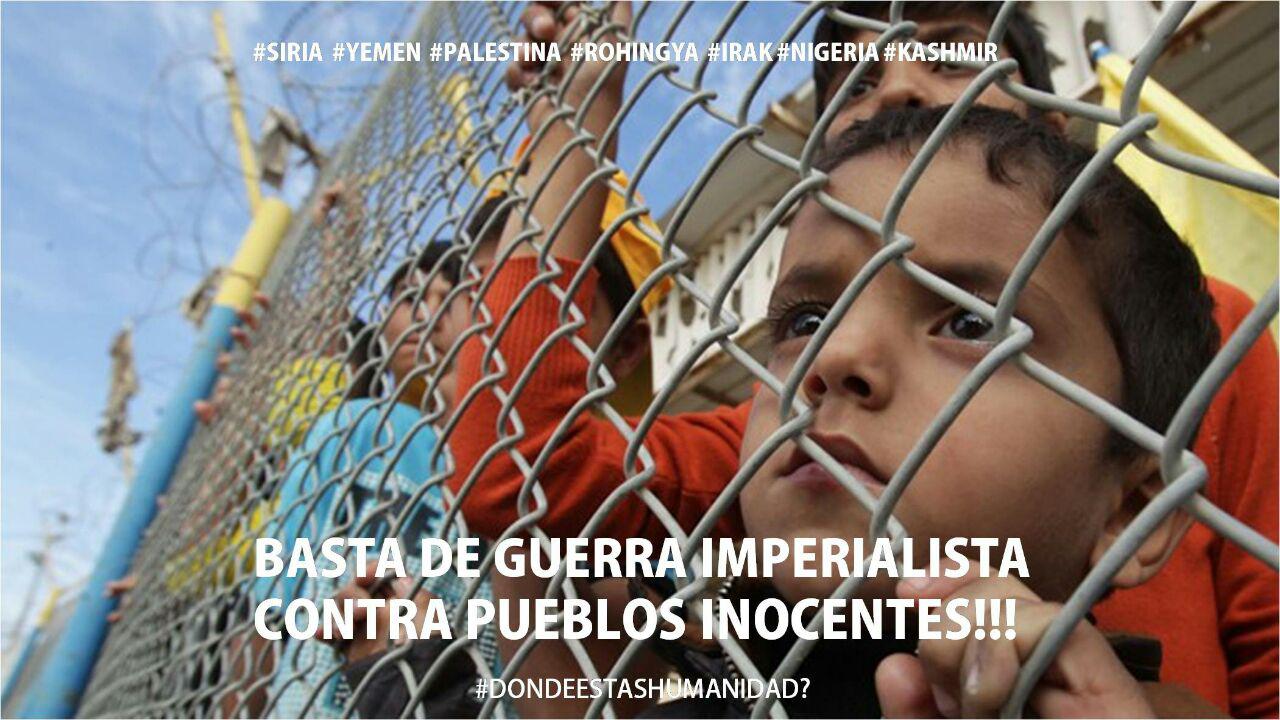 #SIRIA #YEMEN #PALESTINA #ROHINGYA #IRAK #NIGERIA #KASHMIR
BASTA DE GUERRA IMPERIALISTA
CONTRA PUEBLOS INOCENTES!!!
#DONDEESTASHUMANIDAD?